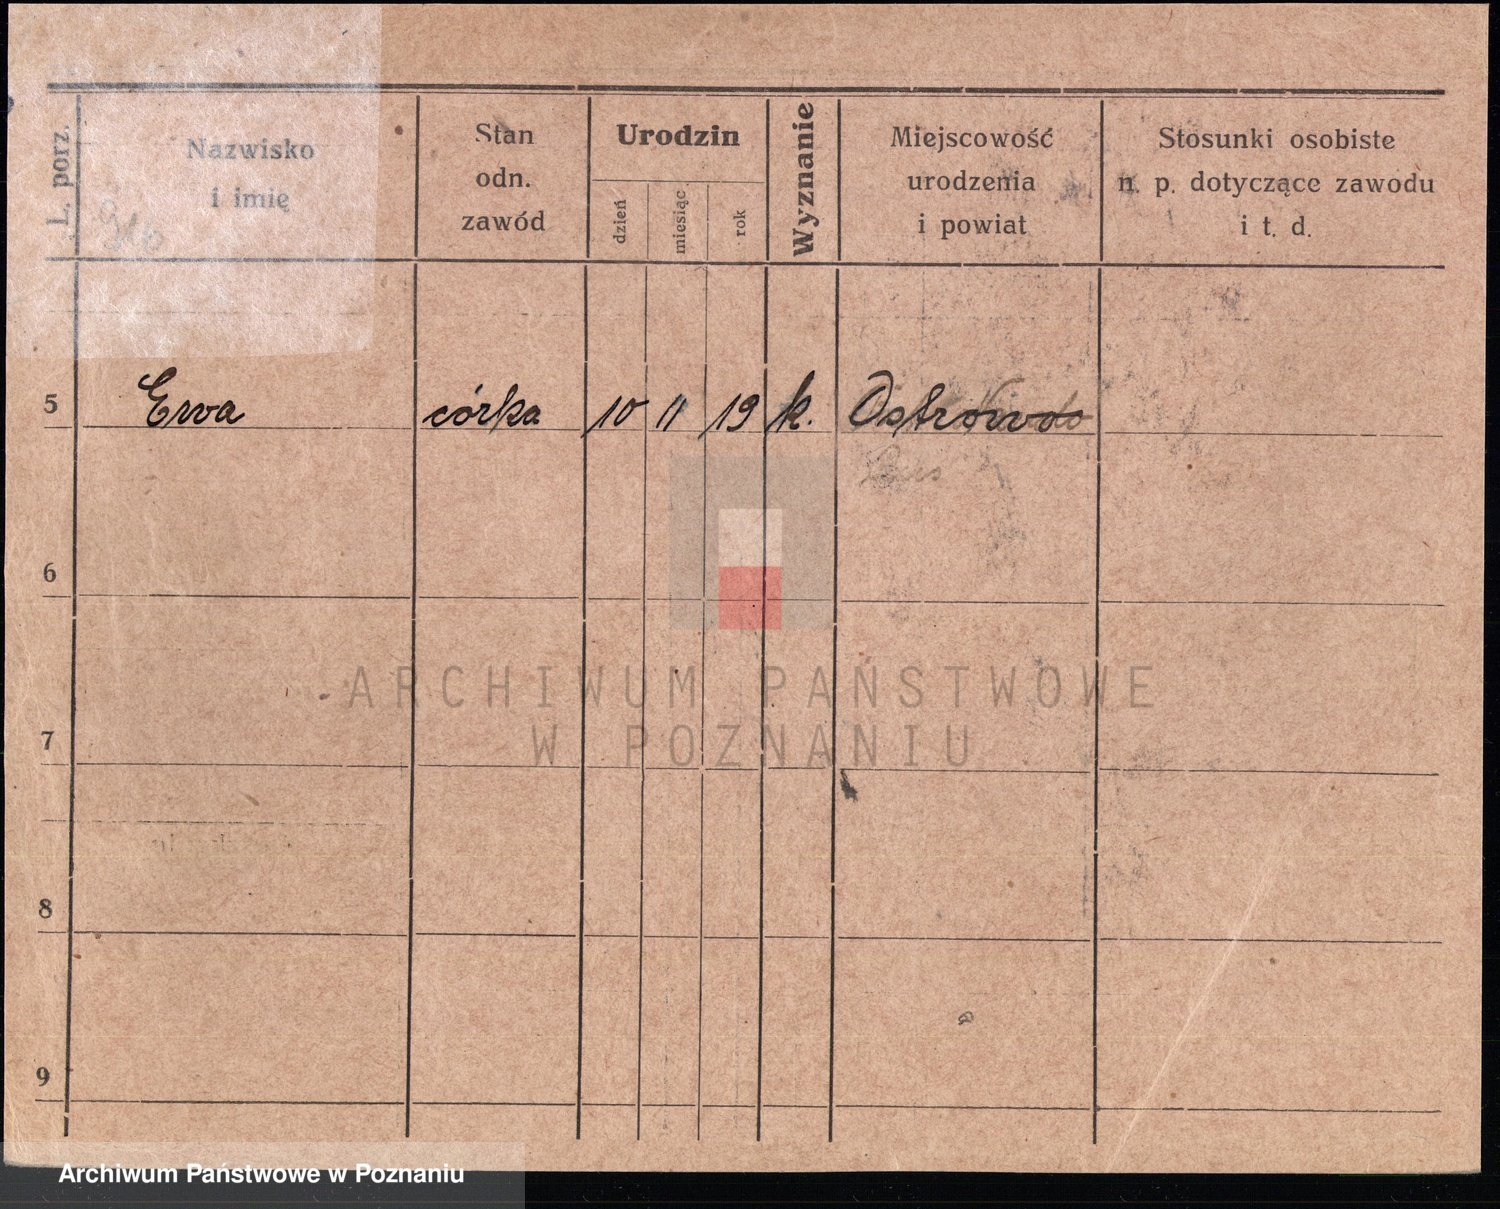 L. porz.
Nazwisko
i imię
Stan
odn.
zawód
Urodzin
dzień
miesiąc
rok
Wyznanie
Miejscowość
urodzenia
i powiat
Stosunki osobiste
n. p. dotyczące zawodu
i t. d.
5 Ewa córka 10 11 19 k. Ostrowo
6
ARCHIWUM PAŃSTWOWE
W POZNANIU
7
8
9
Archiwum Państwowe w Poznaniu